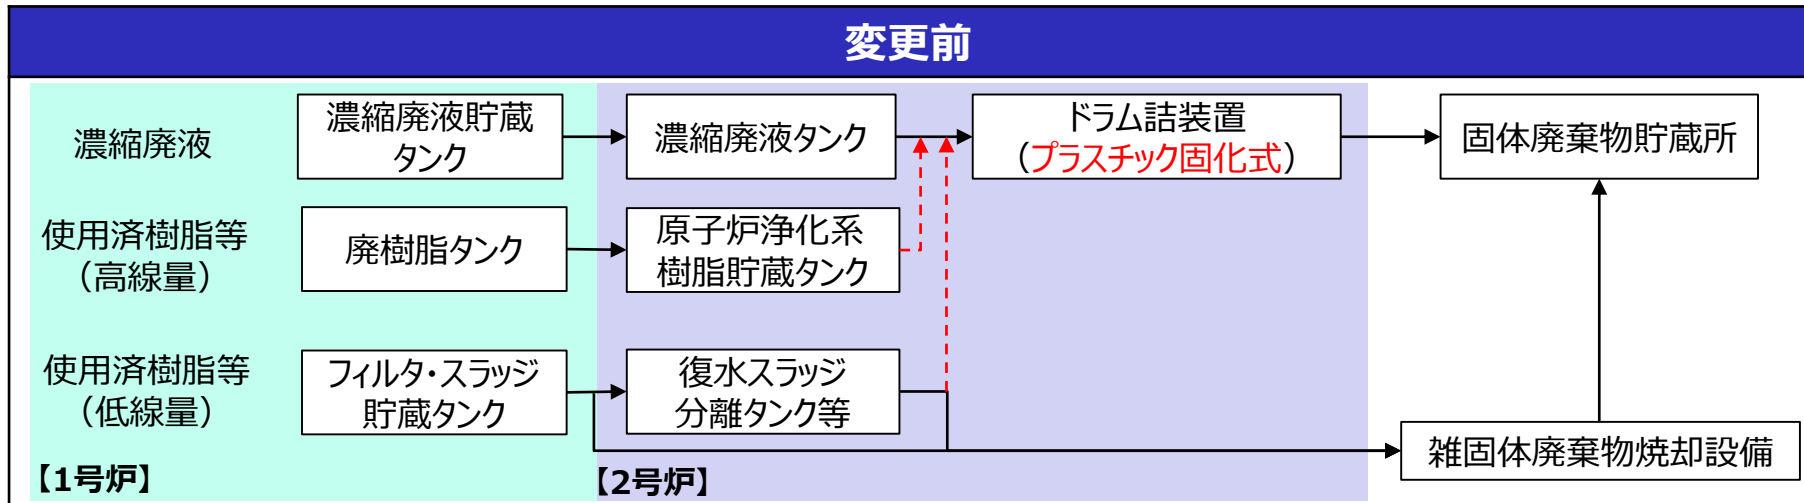 変更前
濃縮廃液
濃縮廃液貯蔵
タンク
濃縮廃液タンク
ドラム詰装置
（プラスチック固化式）
固体廃棄物貯蔵所
使用済樹脂等
（高線量）
廃樹脂タンク
原子炉浄化系
樹脂貯蔵タンク
使用済樹脂等
（低線量）
フィルタ・スラッジ
貯蔵タンク
復水スラッジ
分離タンク等
雑固体廃棄物焼却設備
【1号炉】
【2号炉】